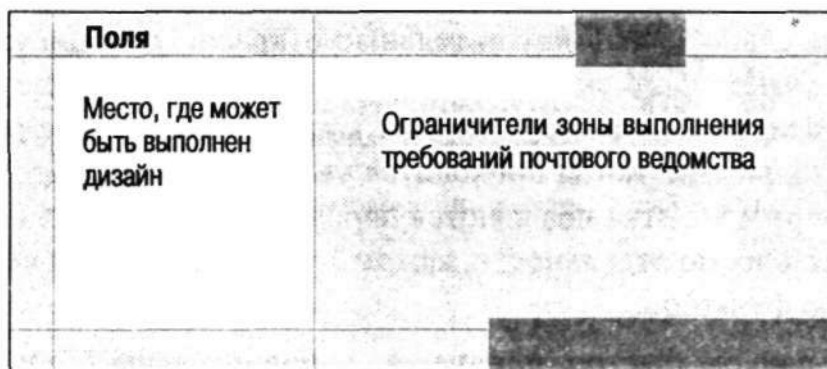 Поля
Место, где может
быть выполнен
дизайн
Ограничители зоны выполнения
требований почтового ведомства